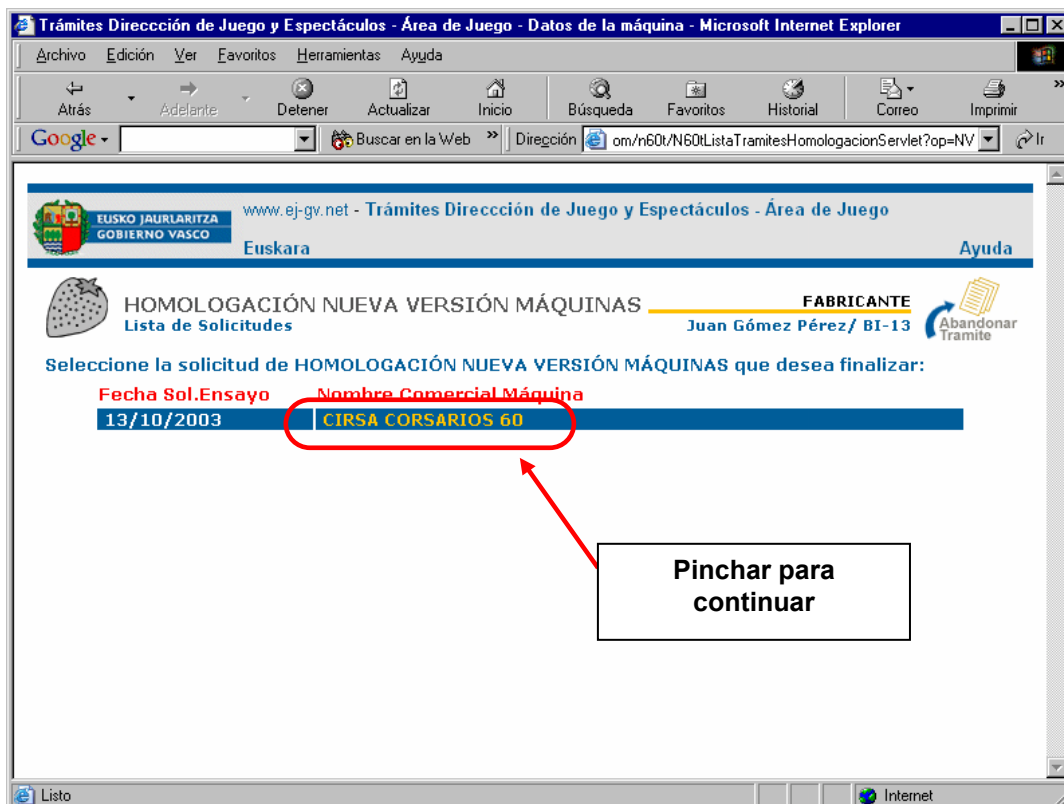 Trámites Direccción de Juego y Espectáculos - Área de Juego - Datos de la máquina - Microsoft Internet Explorer
Archivo Edición Ver Favoritos Herramientas Ayuda
Atrás Adelante Detener Actualizar Inicio Búsqueda Favoritos Historial Correo Imprimir »
Google Buscar en la Web » Dirección om/n60t/N60tListaTramitesHomologacionServlet?op=NV Ir
EUSKO JAURLARITZA
GOBIERNO VASCO
www.ej-gv.net - Trámites Direccción de Juego y Espectáculos - Área de Juego
Euskara Ayuda
HOMOLOGACIÓN NUEVA VERSIÓN MÁQUINAS FABRICANTE
Lista de Solicitudes Juan Gómez Pérez/ BI-13
Abandonar
Tramite
Seleccione la solicitud de HOMOLOGACIÓN NUEVA VERSIÓN MÁQUINAS que desea finalizar:
Fecha Sol.Ensayo Nombre Comercial Máquina
13/10/2003 CIRSA CORSARIOS 60
Pinchar para
continuar
Listo Internet